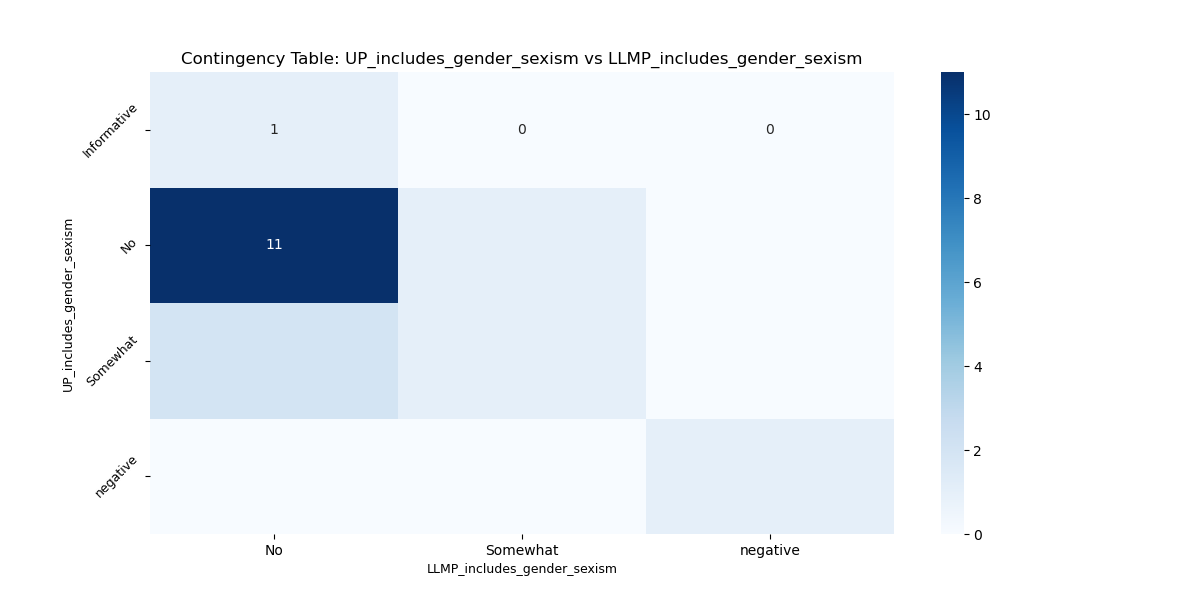 Contingency Table: UP_includes_gender_sexism vs LLMP_includes_gender_sexism
UP_includes_gender_sexism
Informative
No
Somewhat
negative
1 0 0
11
No Somewhat negative
LLMP_includes_gender_sexism
10
8
6
4
2
0